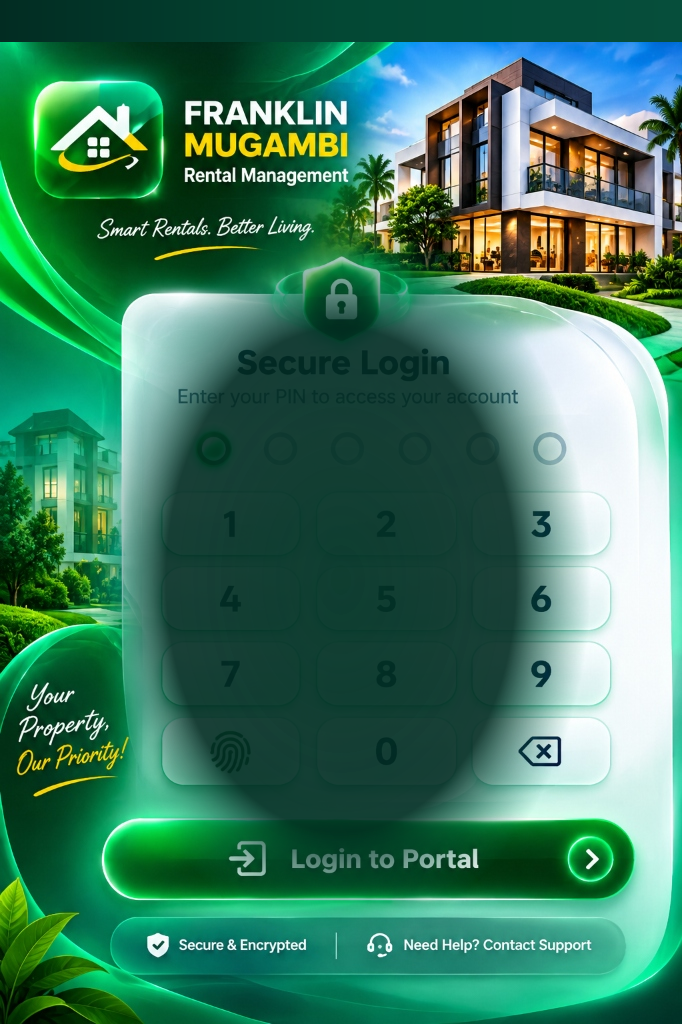 FRANKLIN
MUGAMBI
Rental Management
Smart Rentals. Better Living.
Secure Login
Enter your PIN to access your account
1 2 3
4 5 6
7 8 9
0
Your
Property,
Our Priority!
Login to Portal
Secure & Encrypted
Need Help? Contact Support